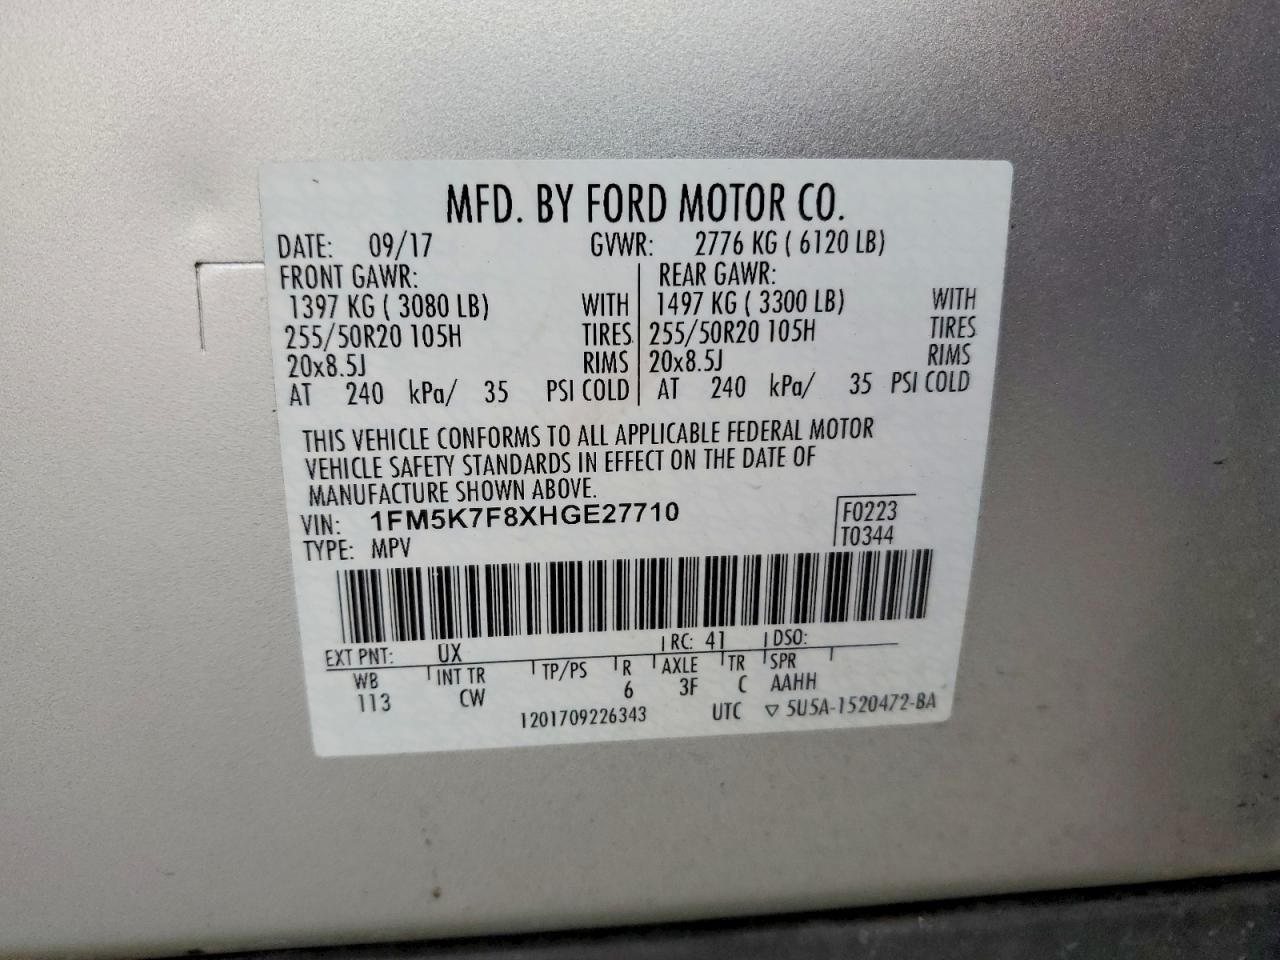 MFD. BY FORD MOTOR CO.
DATE: 09/17 GVWR: 2776 KG ( 6120 LB)
FRONT GAWR: REAR GAWR:
1397 KG ( 3080 LB) WITH 1497 KG ( 3300 LB) WITH
255/50R20 105H TIRES 255/50R20 105H TIRES
20x8.5J RIMS 20x8.5J RIMS
AT 240 kPa/ 35 PSI COLD AT 240 kPa/ 35 PSI COLD
THIS VEHICLE CONFORMS TO ALL APPLICABLE FEDERAL MOTOR
VEHICLE SAFETY STANDARDS IN EFFECT ON THE DATE OF
MANUFACTURE SHOWN ABOVE.
VIN: 1FM5K7F8XHGE27710 F0223
TYPE: MPV T0344
EXT PNT: UX RC: 41 DSO:
WB INT TR TP/PS R AXLE TR SPR
113 CW 6 3F C AAHH
1201709226343 UTC ▽ 5U5A-1520472-BA